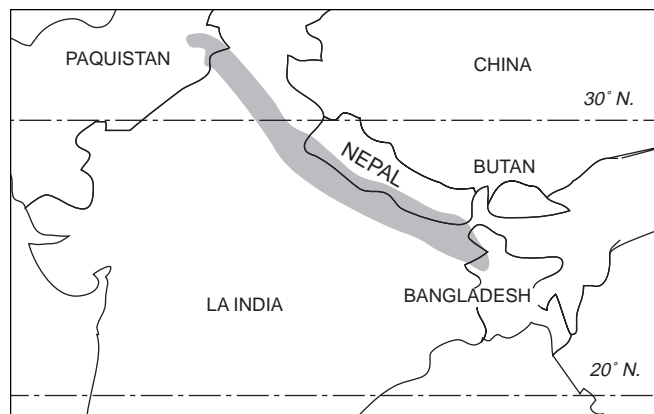 PAQUISTAN
CHINA
30° N.
NEPAL
BUTAN
LA INDIA
BANGLADESH
20° N.